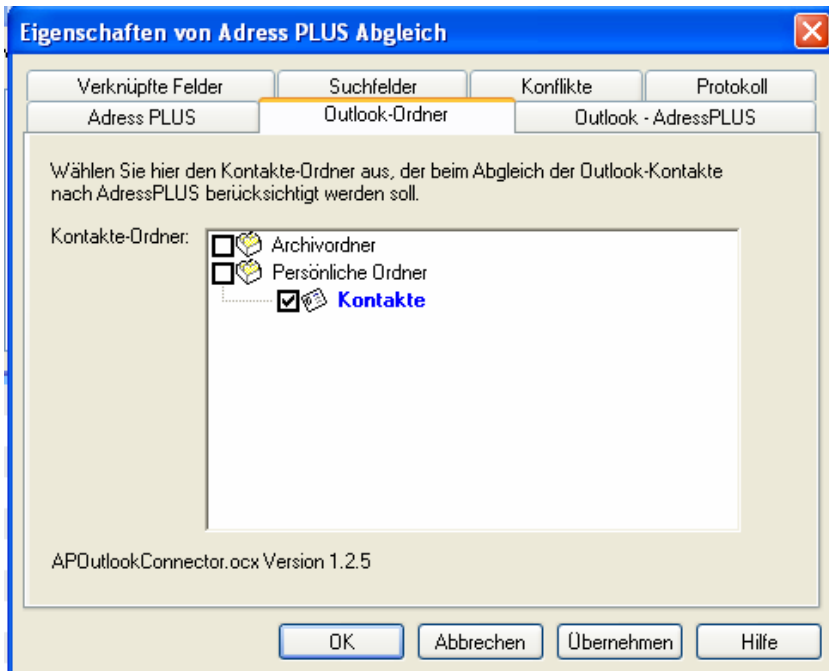 Eigenschaften von Adress PLUS Abgleich
Verknüpfte Felder
Suchfelder
Konflikte
Protokoll
Adress PLUS
Outlook-Ordner
Outlook - AdressPLUS
Wählen Sie hier den Kontakte-Ordner aus, der beim Abgleich der Outlook-Kontakte
nach AdressPLUS berücksichtigt werden soll.
Kontakte-Ordner:
Archivordner
Persönliche Ordner
Kontakte
APOutlookConnector.ocx Version 1.2.5
OK
Abbrechen
Übernehmen
Hilfe